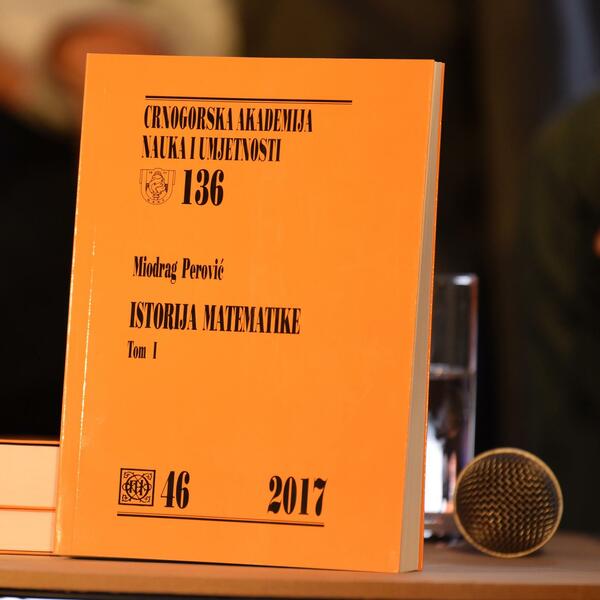 CRNOGORSKA AKADEMIJA
NAUKA I UMJETNOSTI
136
Miodrag Perović
ISTORIJA MATEMATIKE
Tom I
46 2017